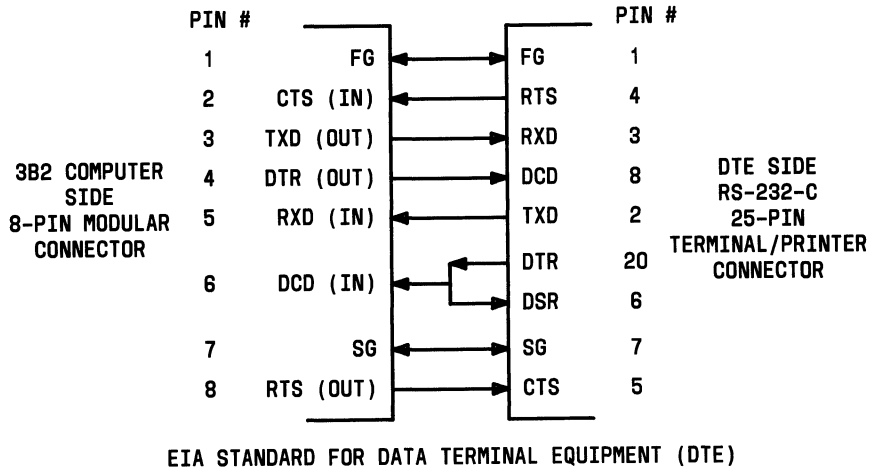 PIN # PIN #
1 FG FG 1
2 CTS (IN) RTS 4
3 TXD (OUT) RXD 3
4 DTR (OUT) DCD 8
5 RXD (IN) TXD 2
6 DCD (IN) DTR 20
DSR 6
7 SG SG 7
8 RTS (OUT) CTS 5
3B2 COMPUTER
SIDE
8-PIN MODULAR
CONNECTOR
DTE SIDE
RS-232-C
25-PIN
TERMINAL/PRINTER
CONNECTOR
EIA STANDARD FOR DATA TERMINAL EQUIPMENT (DTE)